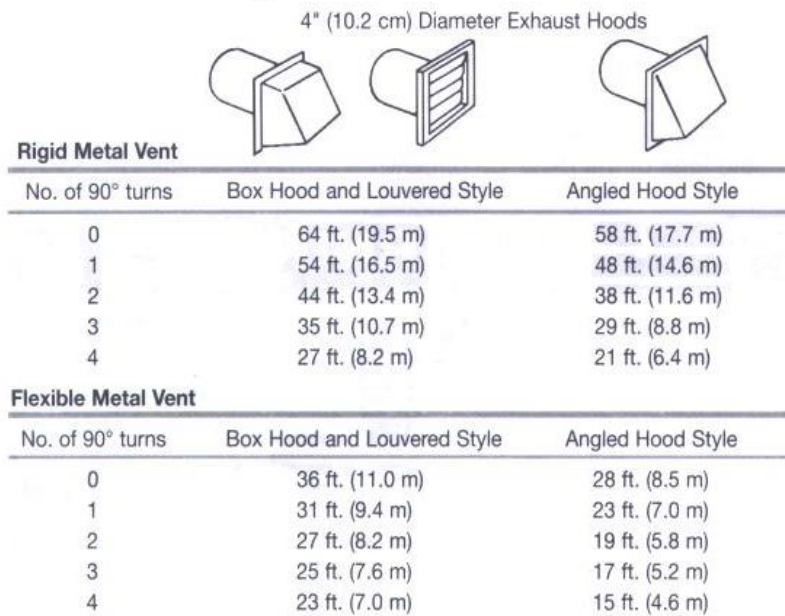 4" (10.2 cm) Diameter Exhaust Hoods
Rigid Metal Vent
No. of 90° turns Box Hood and Louvered Style Angled Hood Style
0 64 ft. (19.5 m) 58 ft. (17.7 m)
1 54 ft. (16.5 m) 48 ft. (14.6 m)
2 44 ft. (13.4 m) 38 ft. (11.6 m)
3 35 ft. (10.7 m) 29 ft. (8.8 m)
4 27 ft. (8.2 m) 21 ft. (6.4 m)
Flexible Metal Vent
No. of 90° turns Box Hood and Louvered Style Angled Hood Style
0 36 ft. (11.0 m) 28 ft. (8.5 m)
1 31 ft. (9.4 m) 23 ft. (7.0 m)
2 27 ft. (8.2 m) 19 ft. (5.8 m)
3 25 ft. (7.6 m) 17 ft. (5.2 m)
4 23 ft. (7.0 m) 15 ft. (4.6 m)